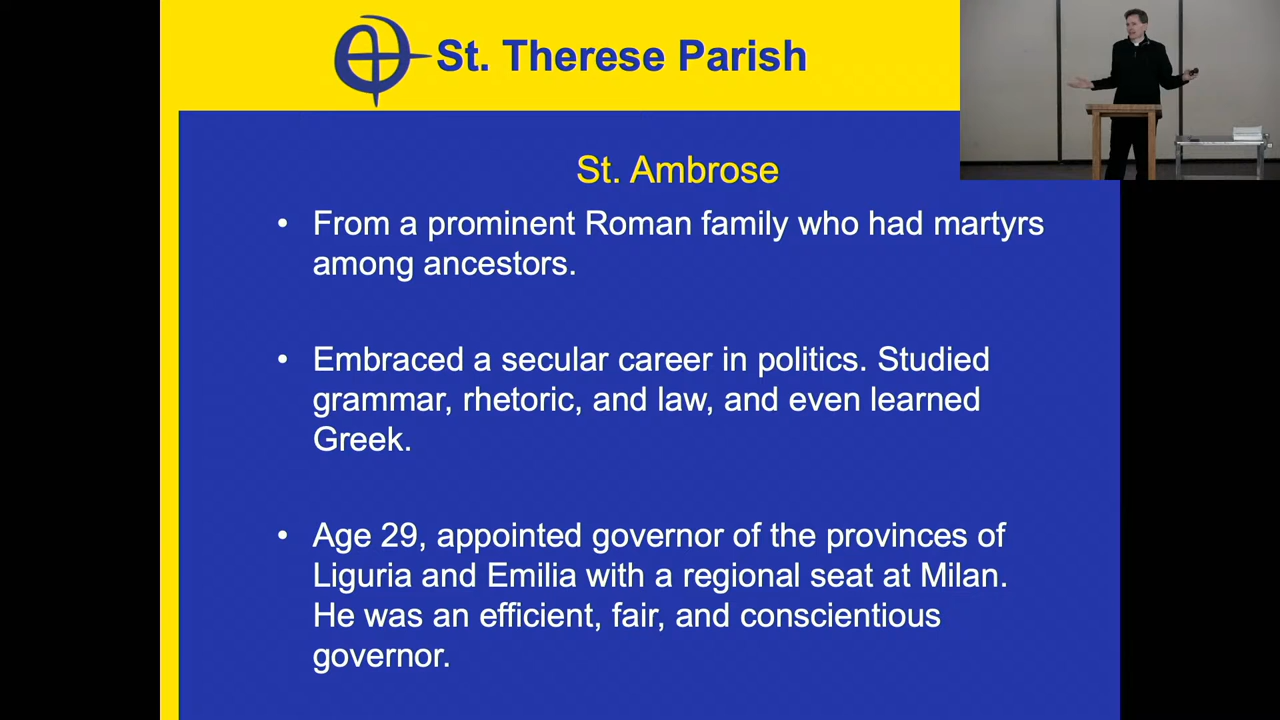 St. Therese Parish
St. Ambrose
• From a prominent Roman family who had martyrs
among ancestors.
• Embraced a secular career in politics. Studied
grammar, rhetoric, and law, and even learned
Greek.
• Age 29, appointed governor of the provinces of
Liguria and Emilia with a regional seat at Milan.
He was an efficient, fair, and conscientious
governor.